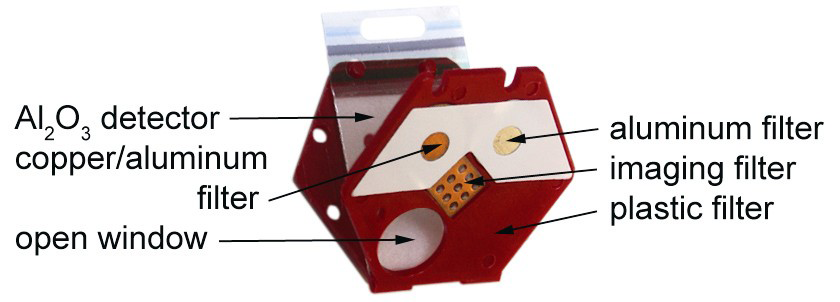 Al₂O₃ detector
copper/aluminum
filter
open window
aluminum filter
imaging filter
plastic filter